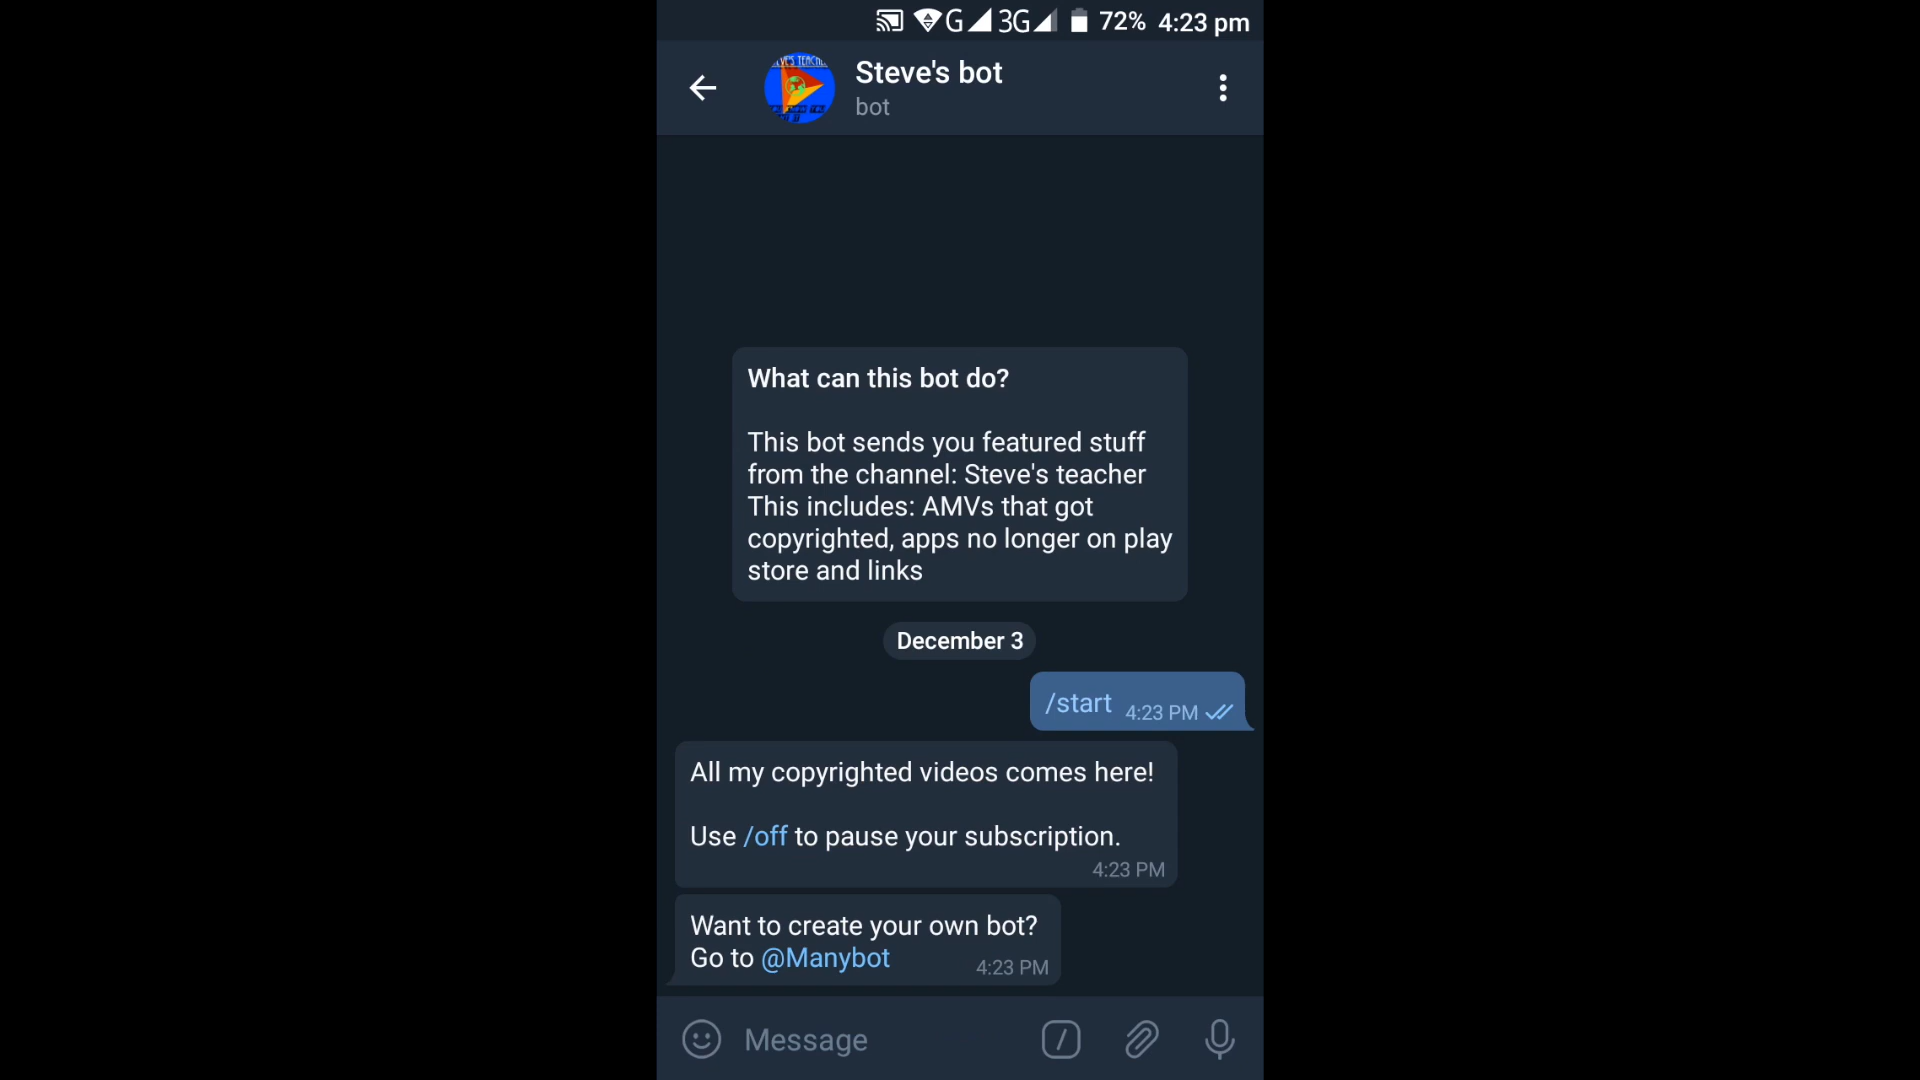 G 3G 72% 4:23 pm
Steve's bot
bot
What can this bot do?
This bot sends you featured stuff
from the channel: Steve's teacher
This includes: AMVs that got
copyrighted, apps no longer on play
store and links
December 3
/start 4:23 PM
All my copyrighted videos comes here!
Use /off to pause your subscription.
4:23 PM
Want to create your own bot?
Go to @Manybot 4:23 PM
Message